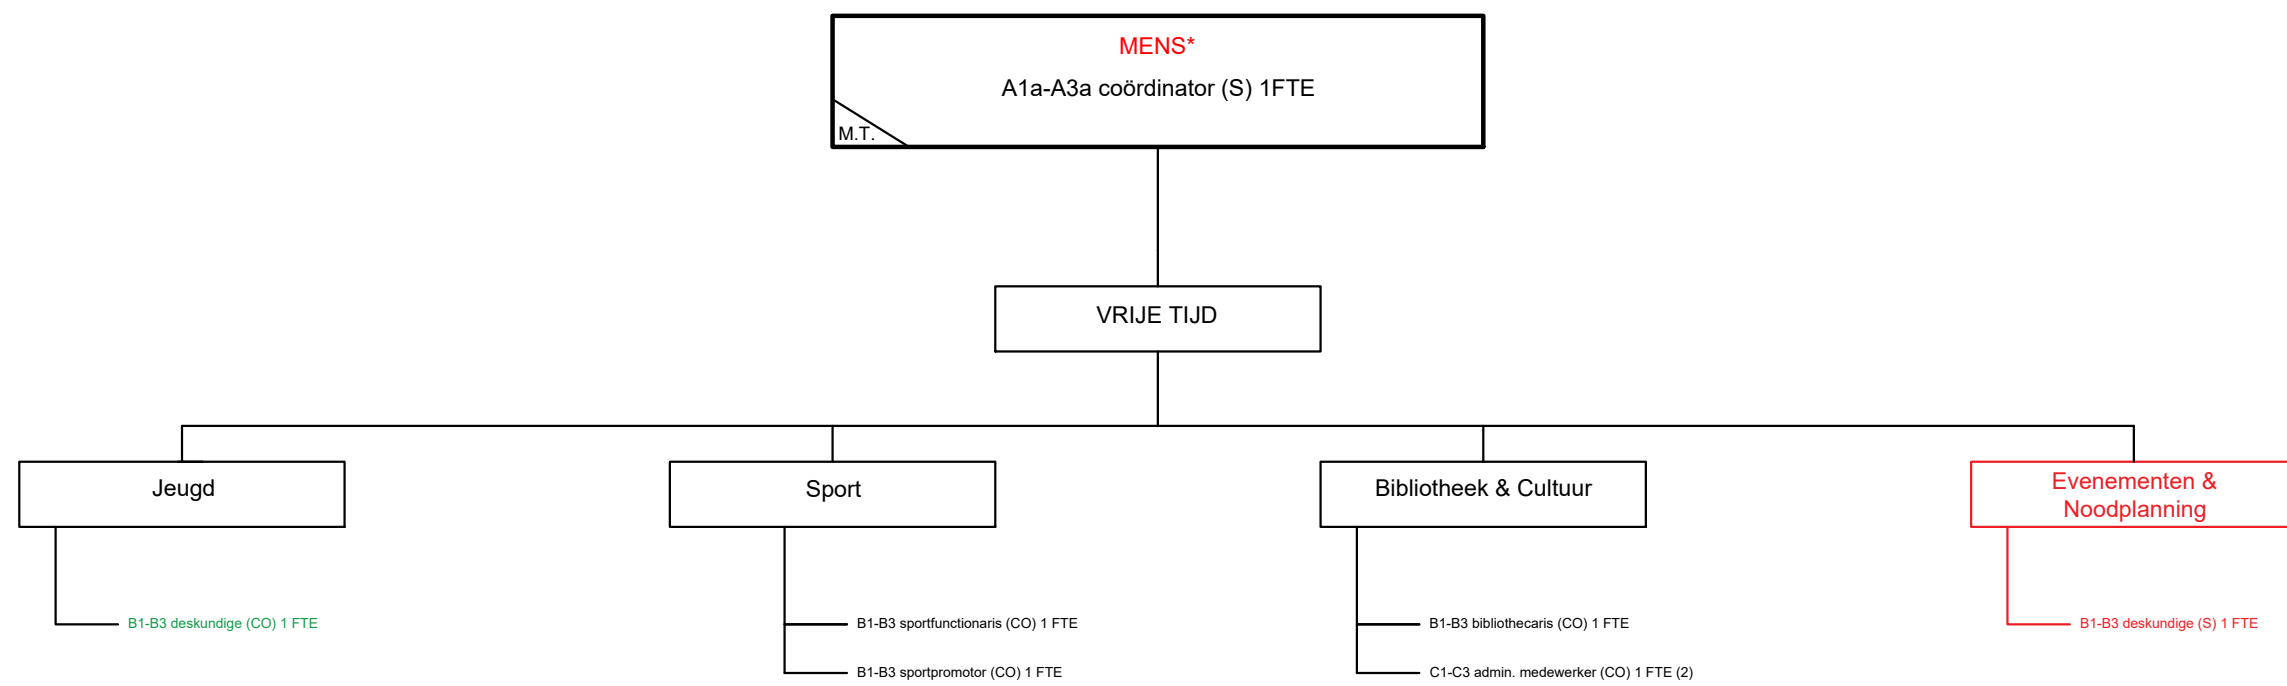 MENS*
A1a-A3a coördinator (S) 1FTE
M.T.
VRIJE TIJD
Jeugd
Sport
Bibliotheek & Cultuur
Evenementen &
Noodplanning
B1-B3 deskundige (CO) 1 FTE
B1-B3 sportfunctionaris (CO) 1 FTE
B1-B3 bibliothecaris (CO) 1 FTE
B1-B3 deskundige (S) 1 FTE
B1-B3 sportpromotor (CO) 1 FTE
C1-C3 admin. medewerker (CO) 1 FTE (2)